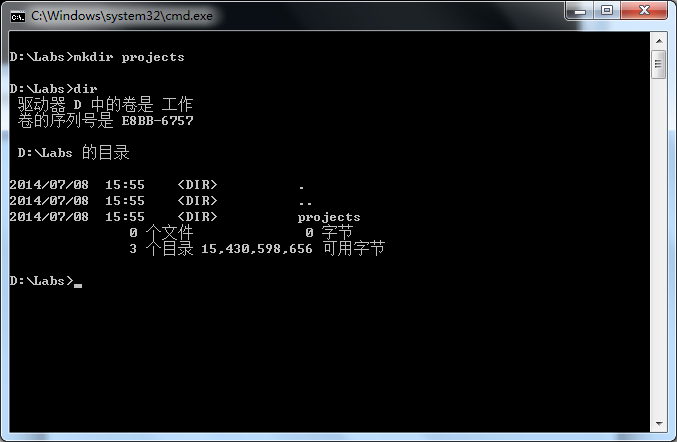 C:\Windows\system32\cmd.exe
D:\Labs>mkdir projects
D:\Labs>dir
驱动器 D 中的卷是 工作
卷的序列号是 E8BB-6757
D:\Labs 的目录
2014/07/08  15:55    <DIR>          .
2014/07/08  15:55    <DIR>          ..
2014/07/08  15:55    <DIR>          projects
0 个文件              0 字节
3 个目录 15,430,598,656 可用字节
D:\Labs>